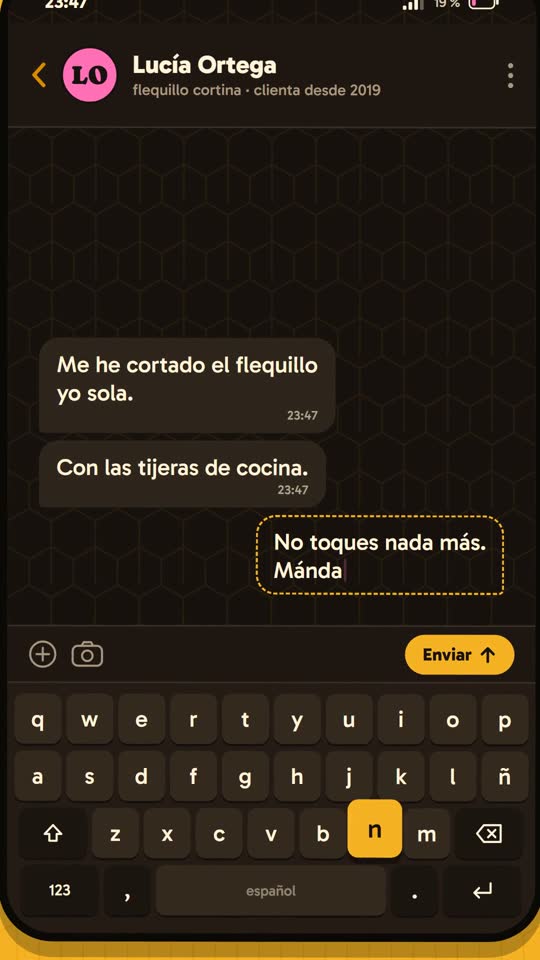 23:47
19 %
LO
Lucía Ortega
flequillo cortina · clienta desde 2019
Me he cortado el flequillo
yo sola.
23:47
Con las tijeras de cocina.
23:47
No toques nada más.
Mánda
Enviar
q w e r t y u i o p
a s d f g h j k l ñ
z x c v b n m
123 , español .